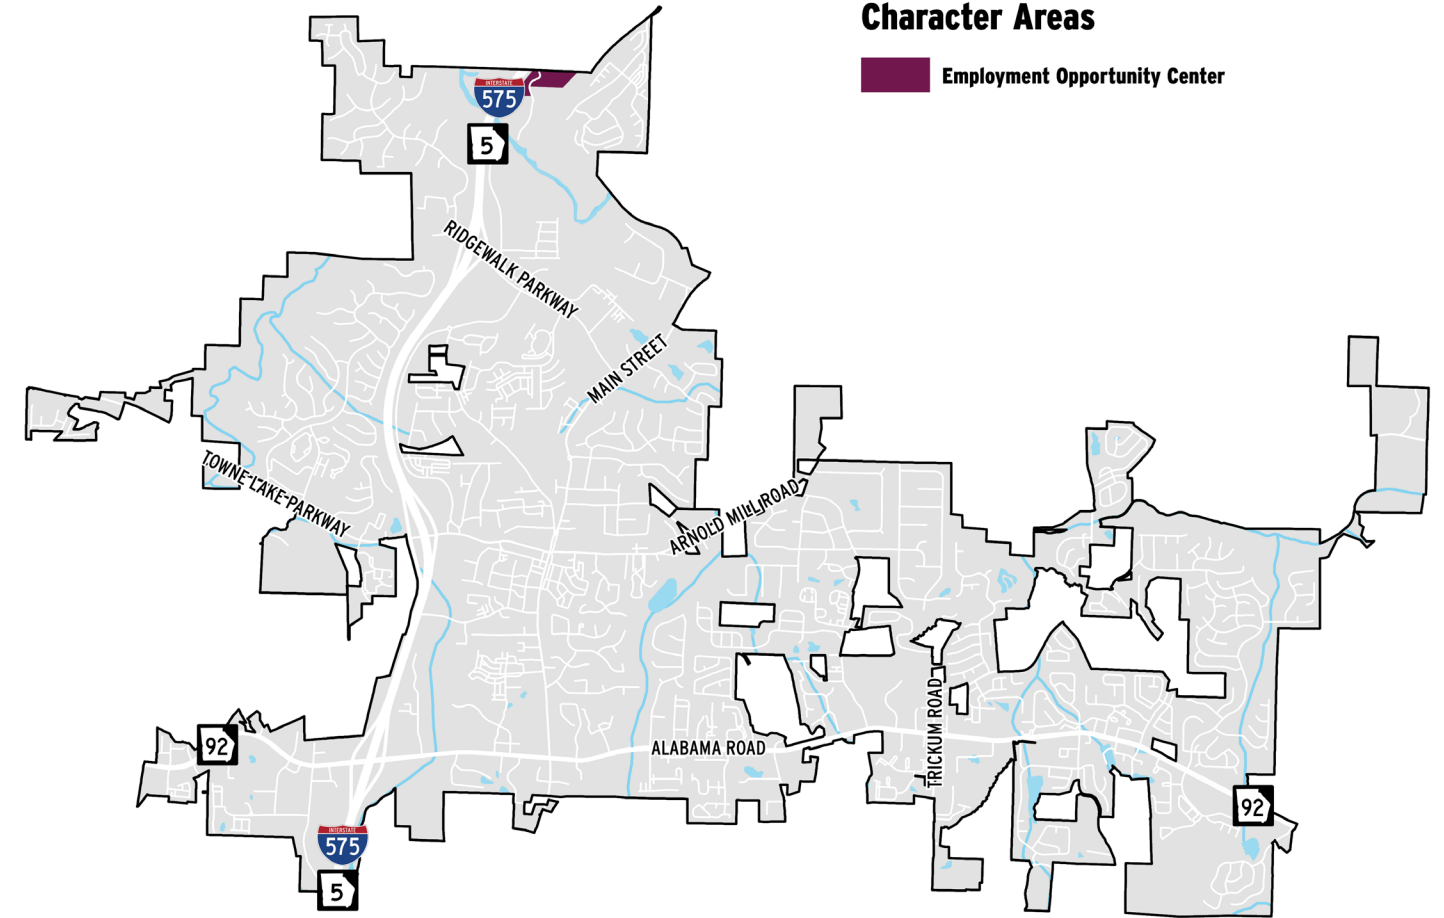 Character Areas
Employment Opportunity Center
INTERSTATE
575
5
RIDGEWALK PARKWAY
MAIN STREET
TOWNE LAKE PARKWAY
ARNOLD MILL ROAD
TRICKUM ROAD
92
ALABAMA ROAD
92
INTERSTATE
575
5